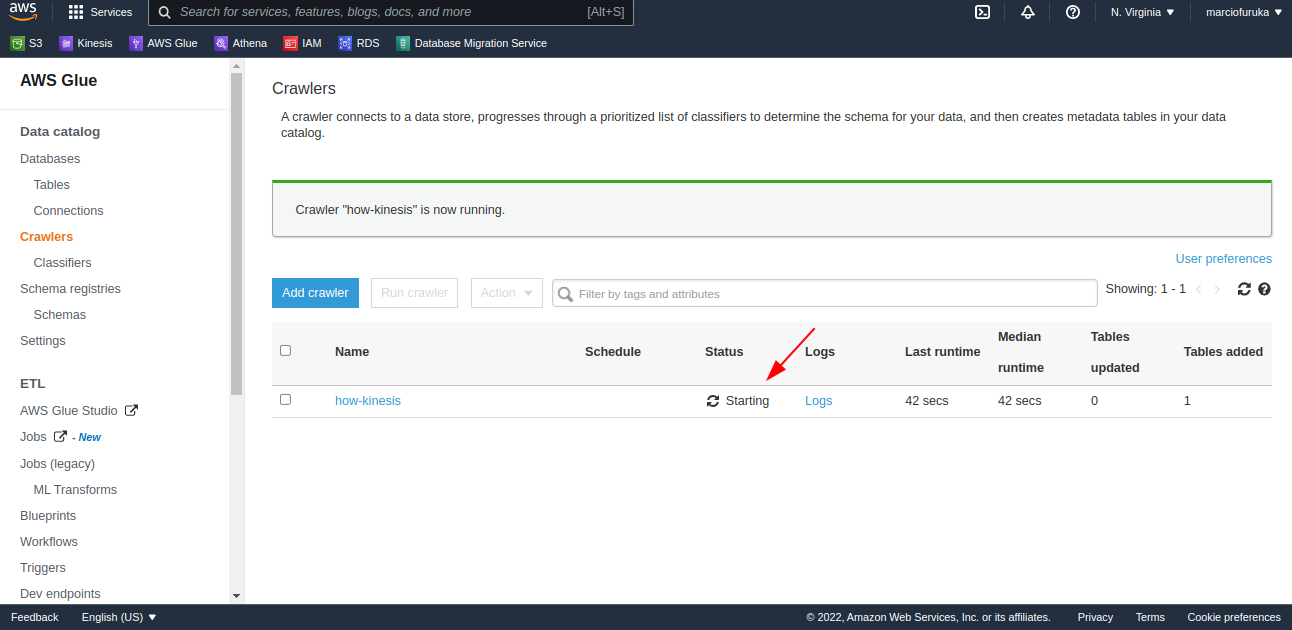 aws
Services
Search for services, features, blogs, docs, and more
[Alt+S]
N. Virginia
marciofuruka
S3
Kinesis
AWS Glue
Athena
IAM
RDS
Database Migration Service
AWS Glue
Data catalog
Databases
Tables
Connections
Crawlers
Classifiers
Schema registries
Schemas
Settings
ETL
AWS Glue Studio
Jobs - New
Jobs (legacy)
ML Transforms
Blueprints
Workflows
Triggers
Dev endpoints
Crawlers
A crawler connects to a data store, progresses through a prioritized list of classifiers to determine the schema for your data, and then creates metadata tables in your data
catalog.
Crawler "how-kinesis" is now running.
User preferences
Add crawler
Run crawler
Action
Filter by tags and attributes
Showing: 1 - 1
Name
Schedule
Status
Logs
Last runtime
Median
runtime
Tables
updated
Tables added
how-kinesis
Starting
Logs
42 secs
42 secs
0
1
Feedback
English (US)
© 2022, Amazon Web Services, Inc. or its affiliates.
Privacy
Terms
Cookie preferences